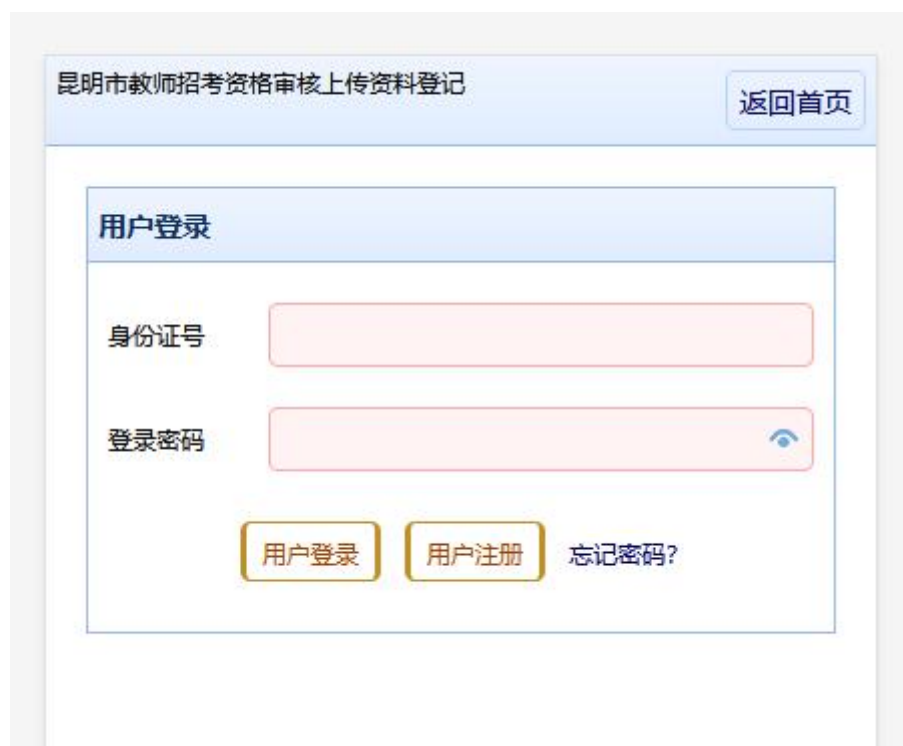 昆明市教师招考资格审核上传资料登记
返回首页
用户登录
身份证号
登录密码
用户登录 用户注册 忘记密码?